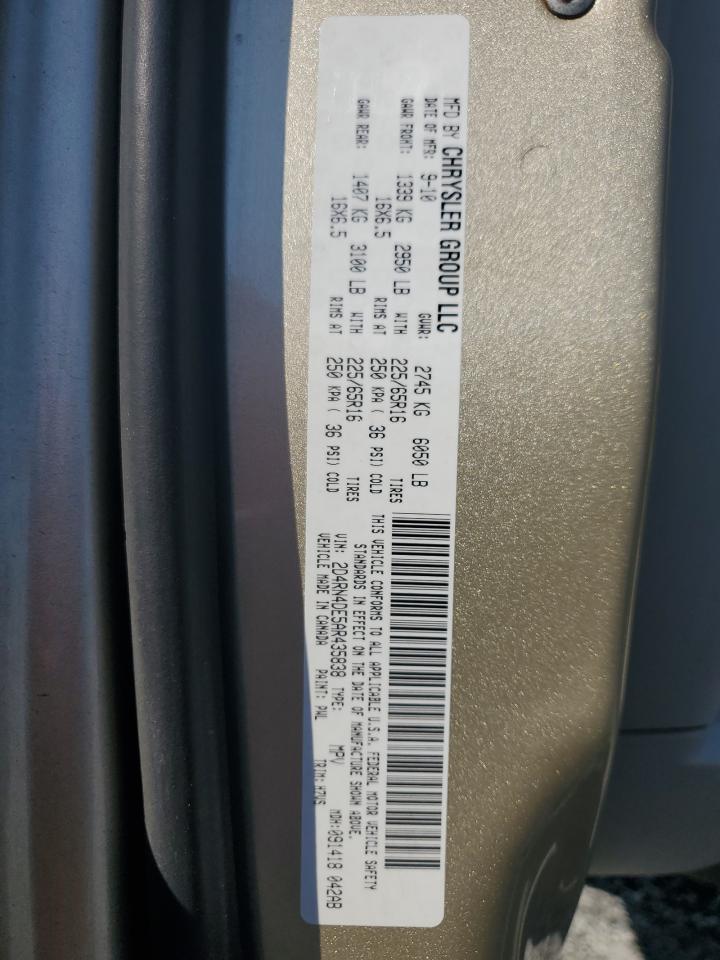 MFD BY CHRYSLER GROUP LLC
DATE OF MFR: 9-10 GVWR: 2745 KG 6050 LB
GAWR FRONT: 1339 KG 2950 LB WITH 225/65R16 TIRES
16X6.5 RIMS AT 250 KPA ( 36 PSI) COLD
GAWR REAR: 1407 KG 3100 LB WITH 225/65R16 TIRES
16X6.5 RIMS AT 250 KPA ( 36 PSI) COLD
THIS VEHICLE CONFORMS TO ALL APPLICABLE U.S.A. FEDERAL MOTOR VEHICLE SAFETY
STANDARDS IN EFFECT ON THE DATE OF MANUFACTURE SHOWN ABOVE.
VIN: 2D4RN4DE5AR435838 TYPE: MPV MDH:091418 042AB
VEHICLE MADE IN CANADA PAINT: PWL TRIM: